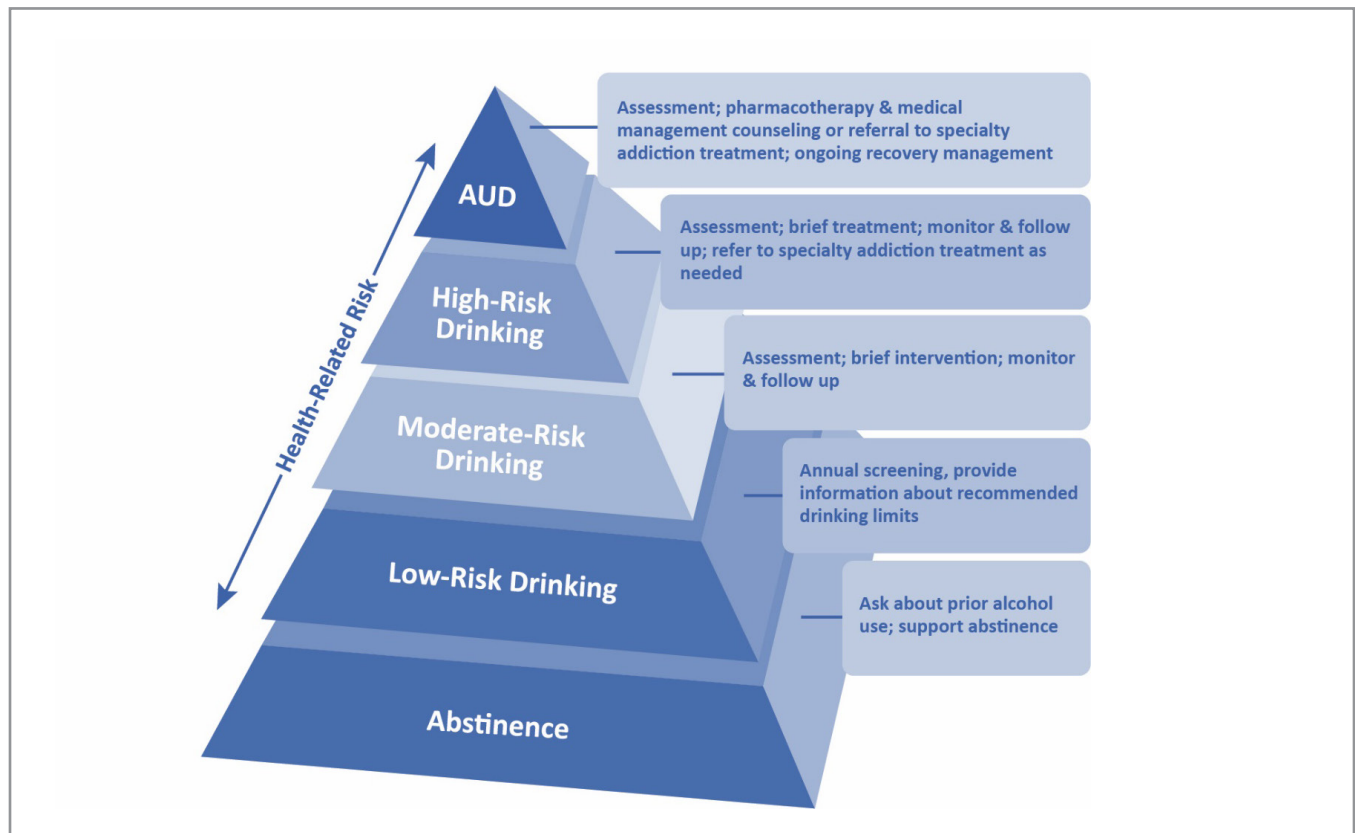 Assessment; pharmacotherapy & medical
management counseling or referral to specialty
addiction treatment; ongoing recovery management
AUD
Assessment; brief treatment; monitor & follow
up; refer to specialty addiction treatment as
needed
High-Risk
Drinking
Health-Related Risk
Assessment; brief intervention; monitor
& follow up
Moderate-Risk
Drinking
Annual screening, provide
information about recommended
drinking limits
Low-Risk Drinking
Ask about prior alcohol
use; support abstinence
Abstinence